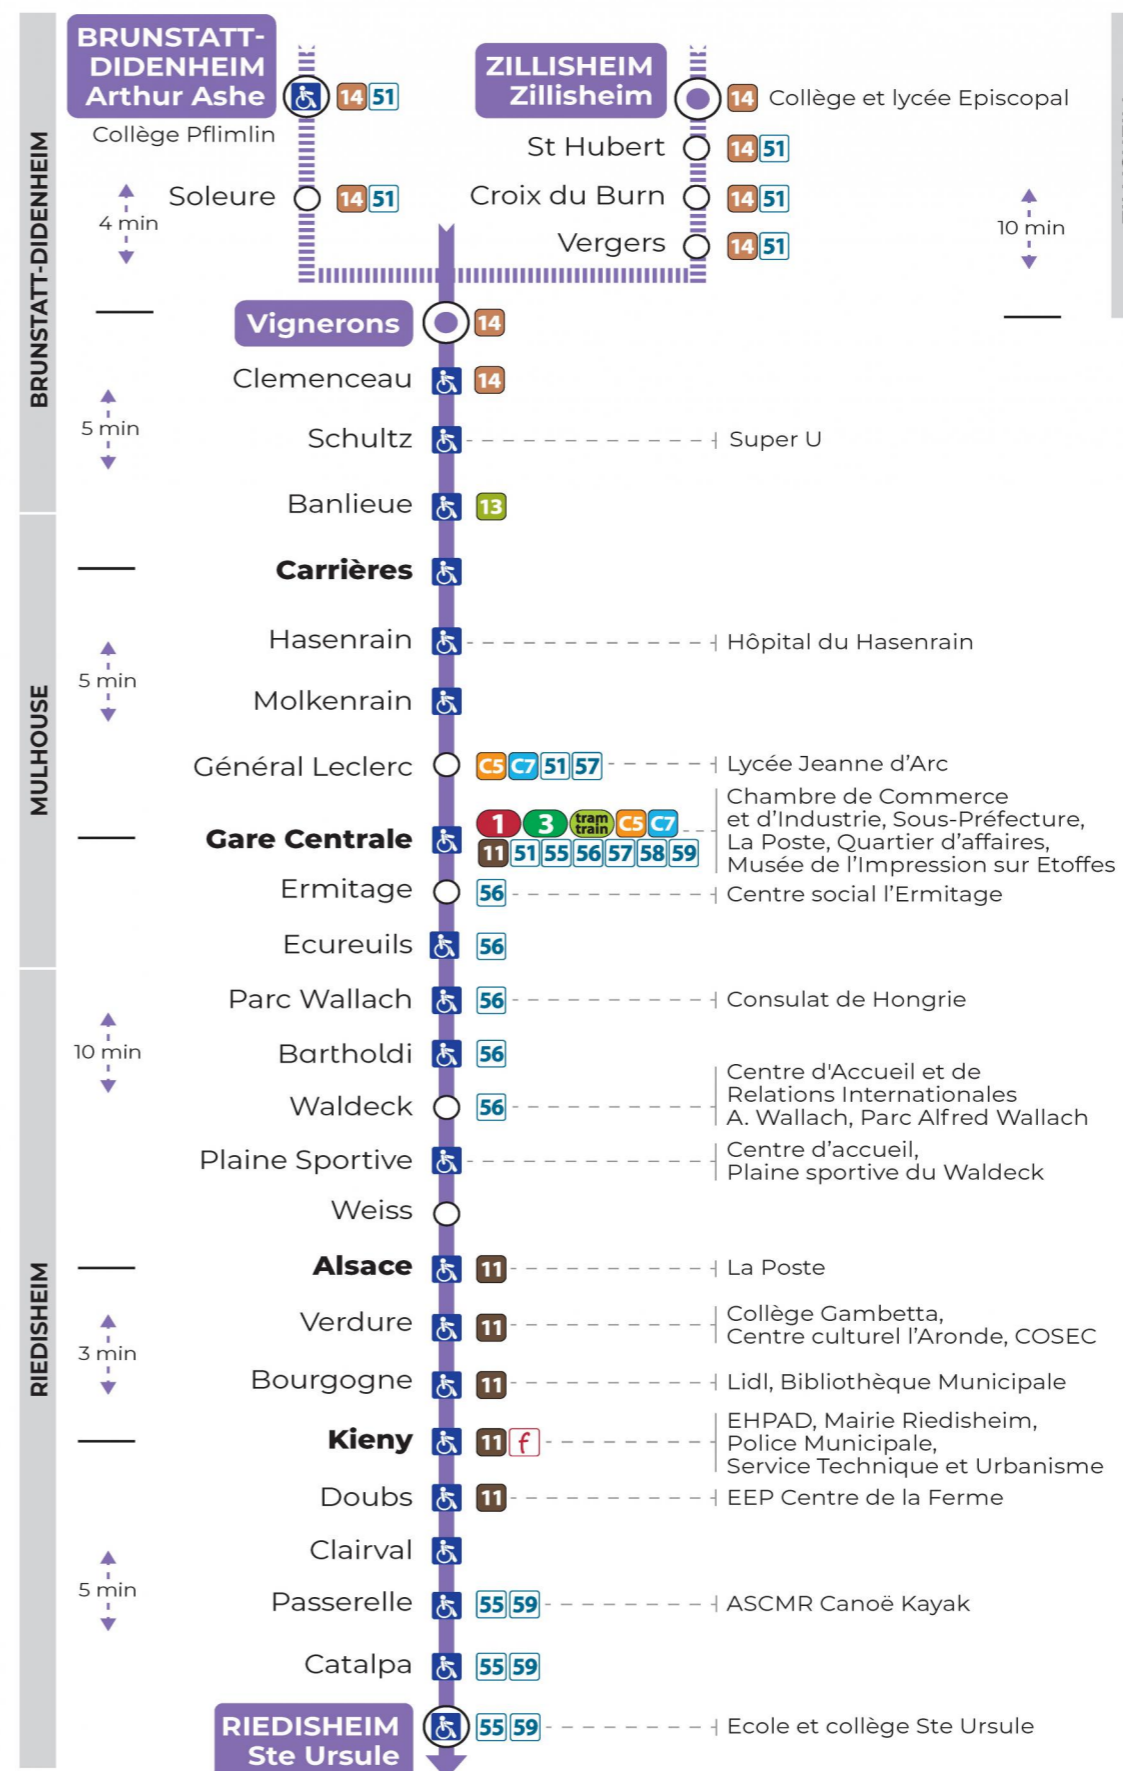 BRUNSTATT-
DIDENHEIM
Arthur Ashe
14 51
Collège Pflimlin
Soleure
14 51
ZILLISHEIM
Zillisheim
14
Collège et lycée Episcopal
St Hubert
14 51
Croix du Burn
14 51
Vergers
14 51
4 min
10 min
BRUNSTATT-DIDENHEIM
Vignerons
14
Clemenceau
14
5 min
Schultz
Super U
Banlieue
13
MULHOUSE
Carrières
Hasenrain
Hôpital du Hasenrain
5 min
Molkenrain
Général Leclerc
C5 C7 51 57
Lycée Jeanne d'Arc
Gare Centrale
1 3 tram train C5 C7
11 51 55 56 57 58 59
Chambre de Commerce
et d'Industrie, Sous-Préfecture,
La Poste, Quartier d'affaires,
Musée de l'Impression sur Etoffes
Ermitage
56
Centre social l'Ermitage
Ecureuils
56
RIEDISHEIM
Parc Wallach
56
Consulat de Hongrie
10 min
Bartholdi
56
Waldeck
56
Centre d'Accueil et de
Relations Internationales
A. Wallach, Parc Alfred Wallach
Plaine Sportive
Centre d'accueil,
Plaine sportive du Waldeck
Weiss
Alsace
11
La Poste
Verdure
11
Collège Gambetta,
Centre culturel l'Aronde, COSEC
3 min
Bourgogne
11
Lidl, Bibliothèque Municipale
Kieny
11 f
EHPAD, Mairie Riedisheim,
Police Municipale,
Service Technique et Urbanisme
Doubs
11
EEP Centre de la Ferme
Clairval
5 min
Passerelle
55 59
ASCMR Canoë Kayak
Catalpa
55 59
RIEDISHEIM
Ste Ursule
55 59
Ecole et collège Ste Ursule